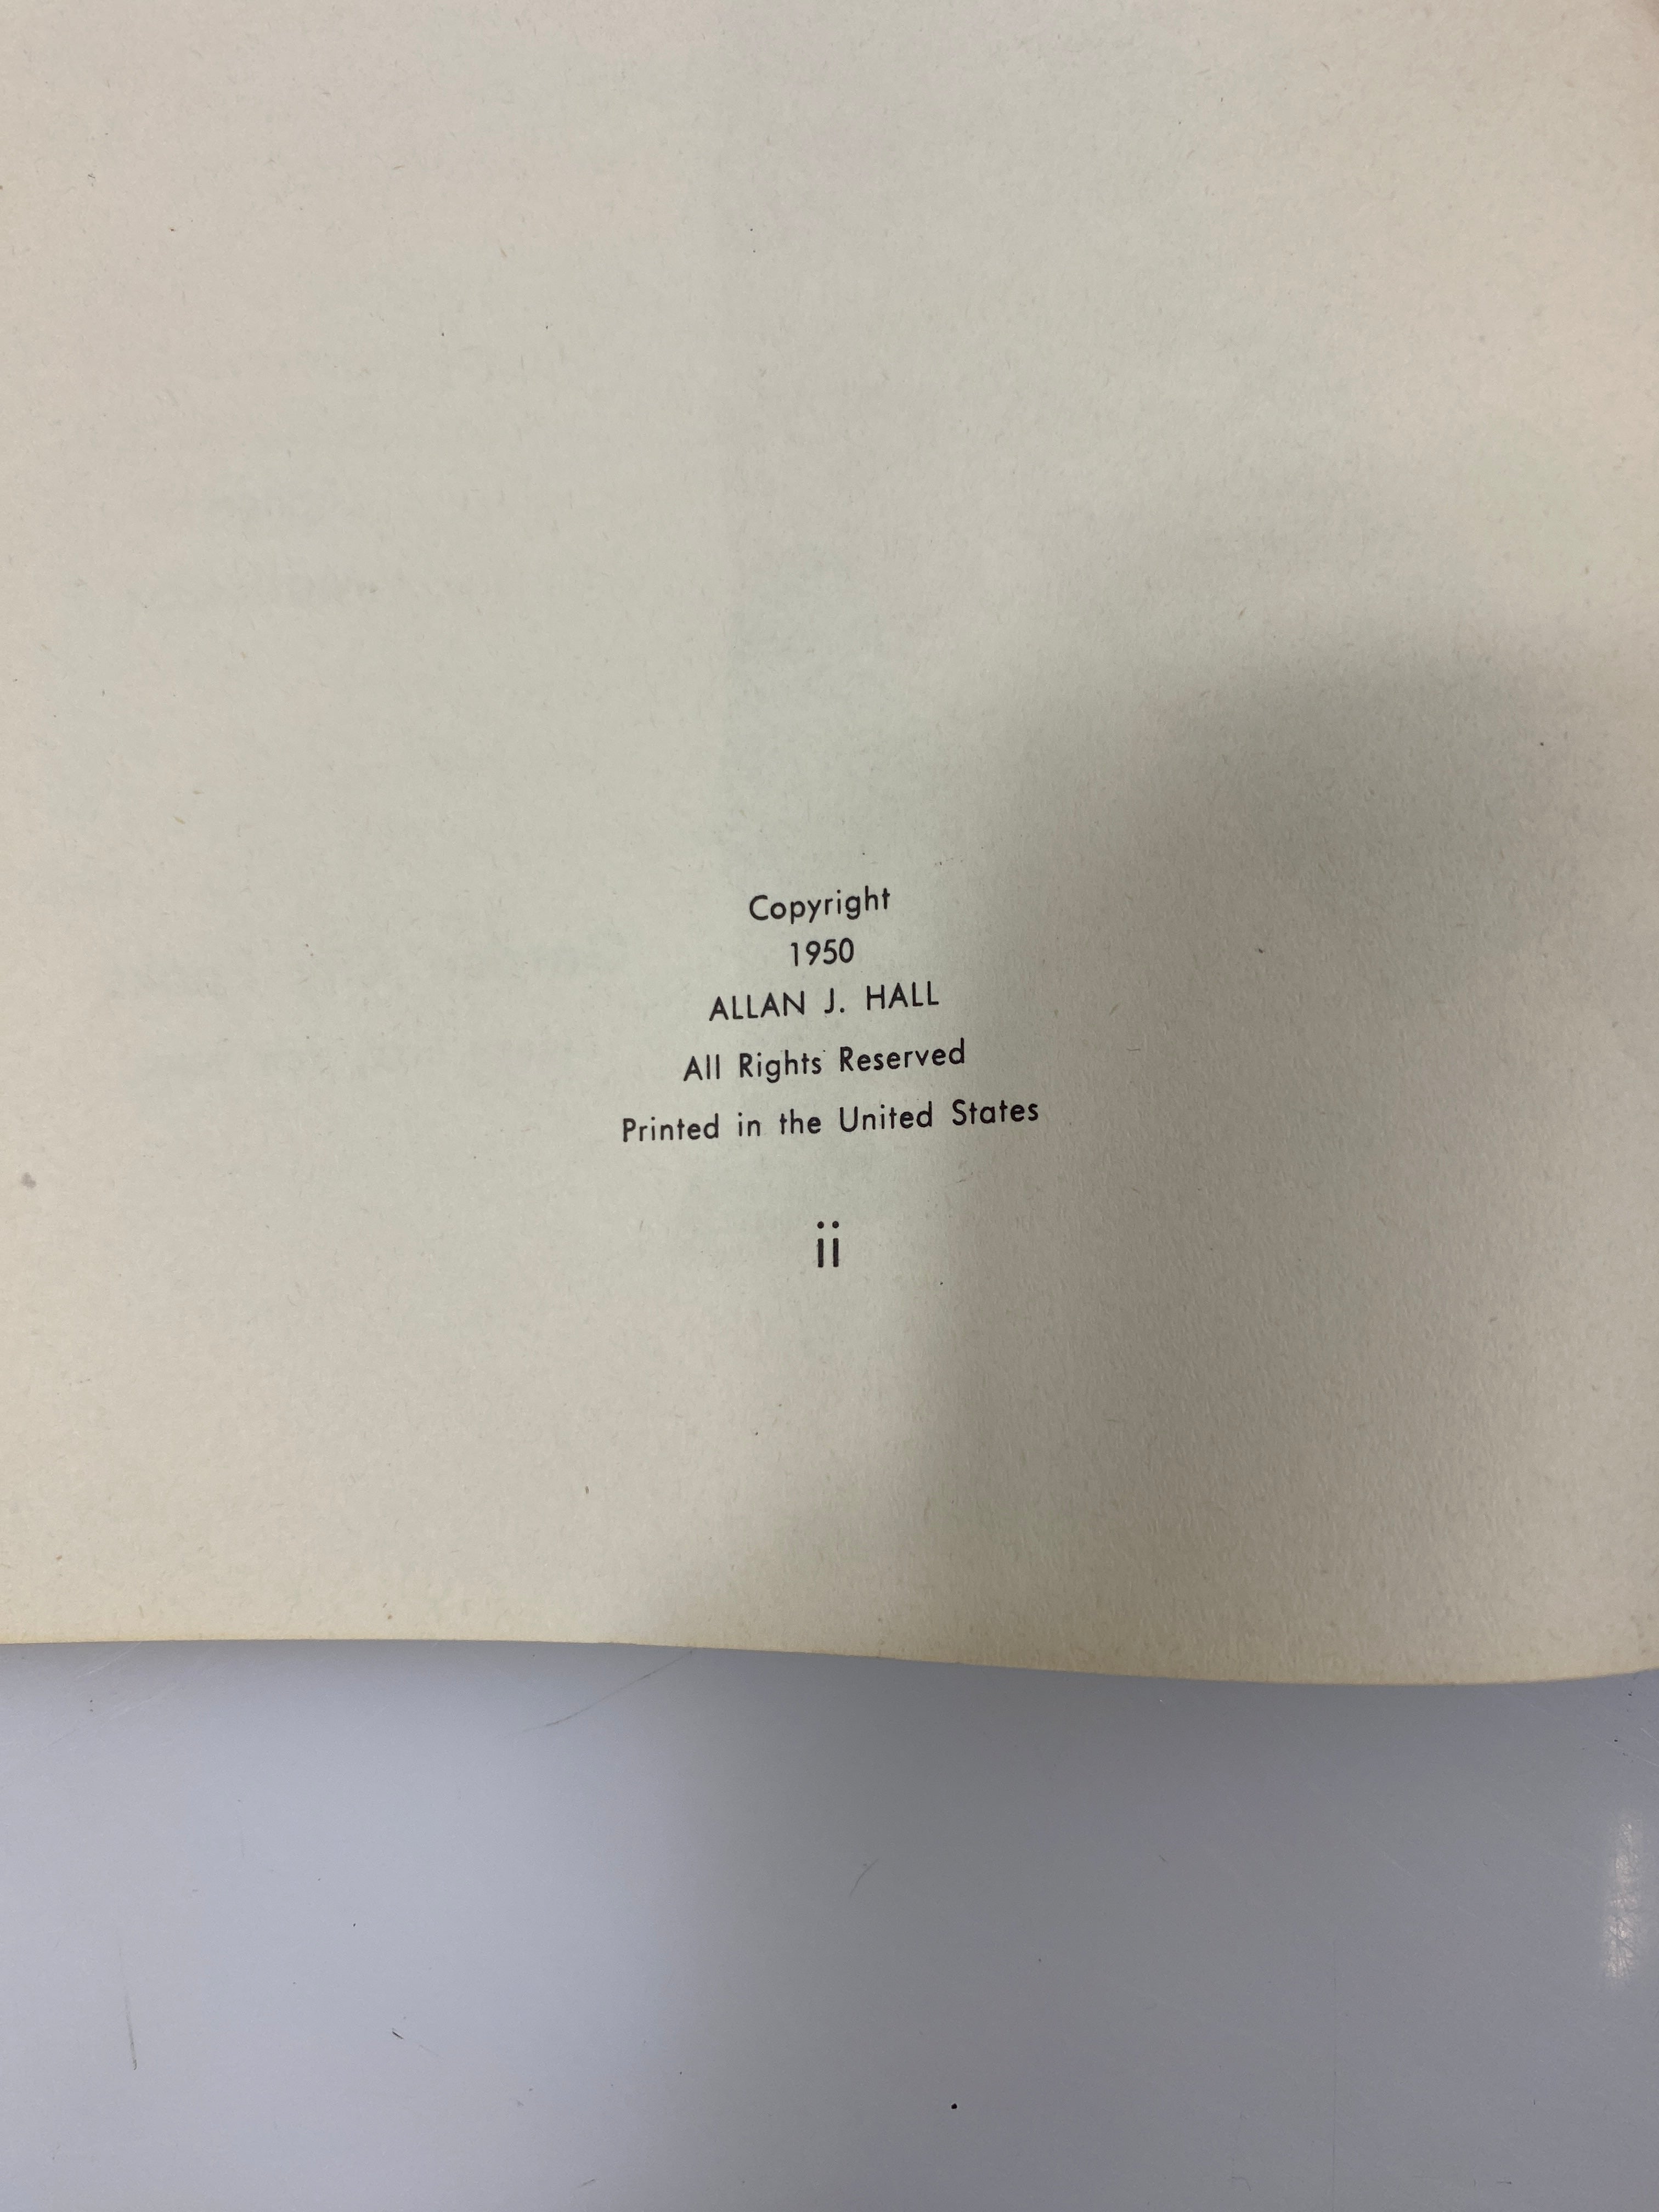 Copyright
1950
ALLAN J. HALL
All Rights Reserved
Printed in the United States
ii